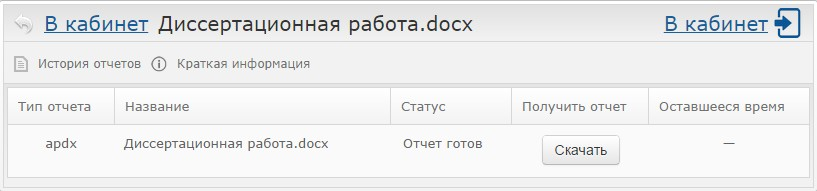 В кабинет Диссертационная работа.docx В кабинет
История отчетов Краткая информация
Тип отчета Название Статус Получить отчет Оставшееся время
apdx Диссертационная работа.docx Отчет готов Скачать —